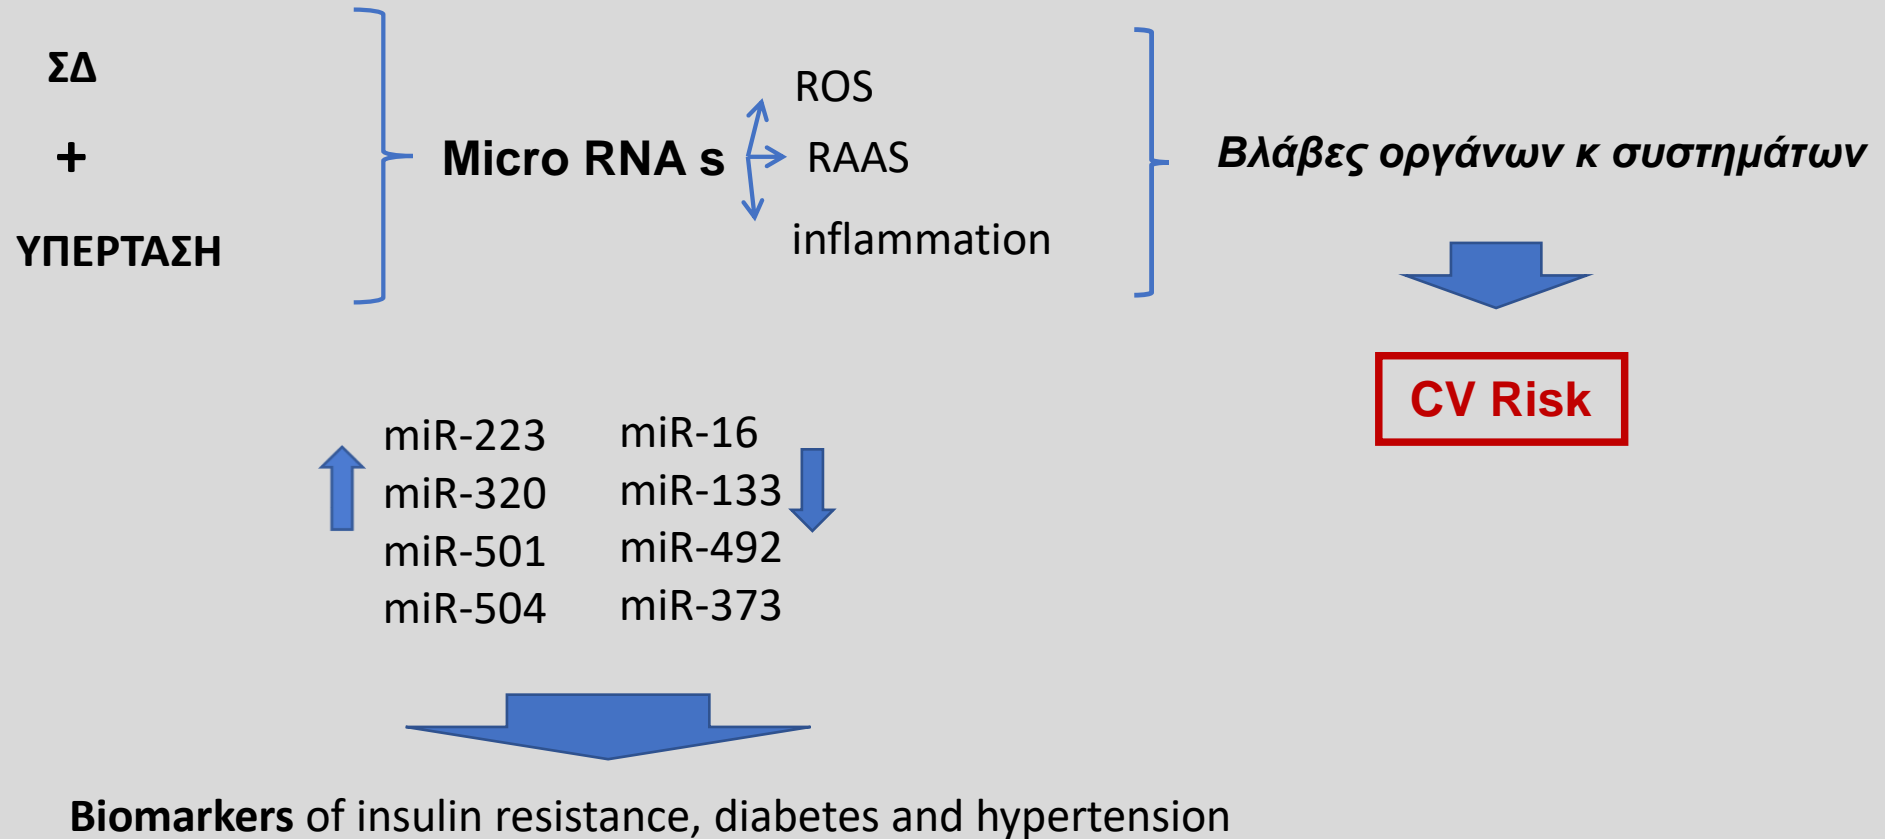 ΣΔ
+
ΥΠΕΡΤΑΣΗ
Micro RNA s
ROS
RAAS
inflammation
Βλάβες οργάνων κ συστημάτων
CV Risk
miR-223
miR-320
miR-501
miR-504
miR-16
miR-133
miR-492
miR-373
Biomarkers of insulin resistance, diabetes and hypertension